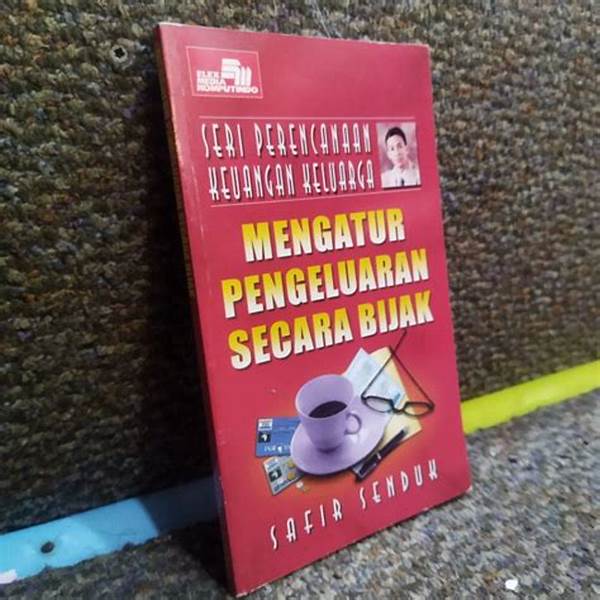 ELEX
MEDIA
KOMPUTINDO
SERI PERENCANAAN
KEUANGAN KELUARGA
MENGATUR
PENGELUARAN
SECARA BIJAK
SAFIR SENDUK